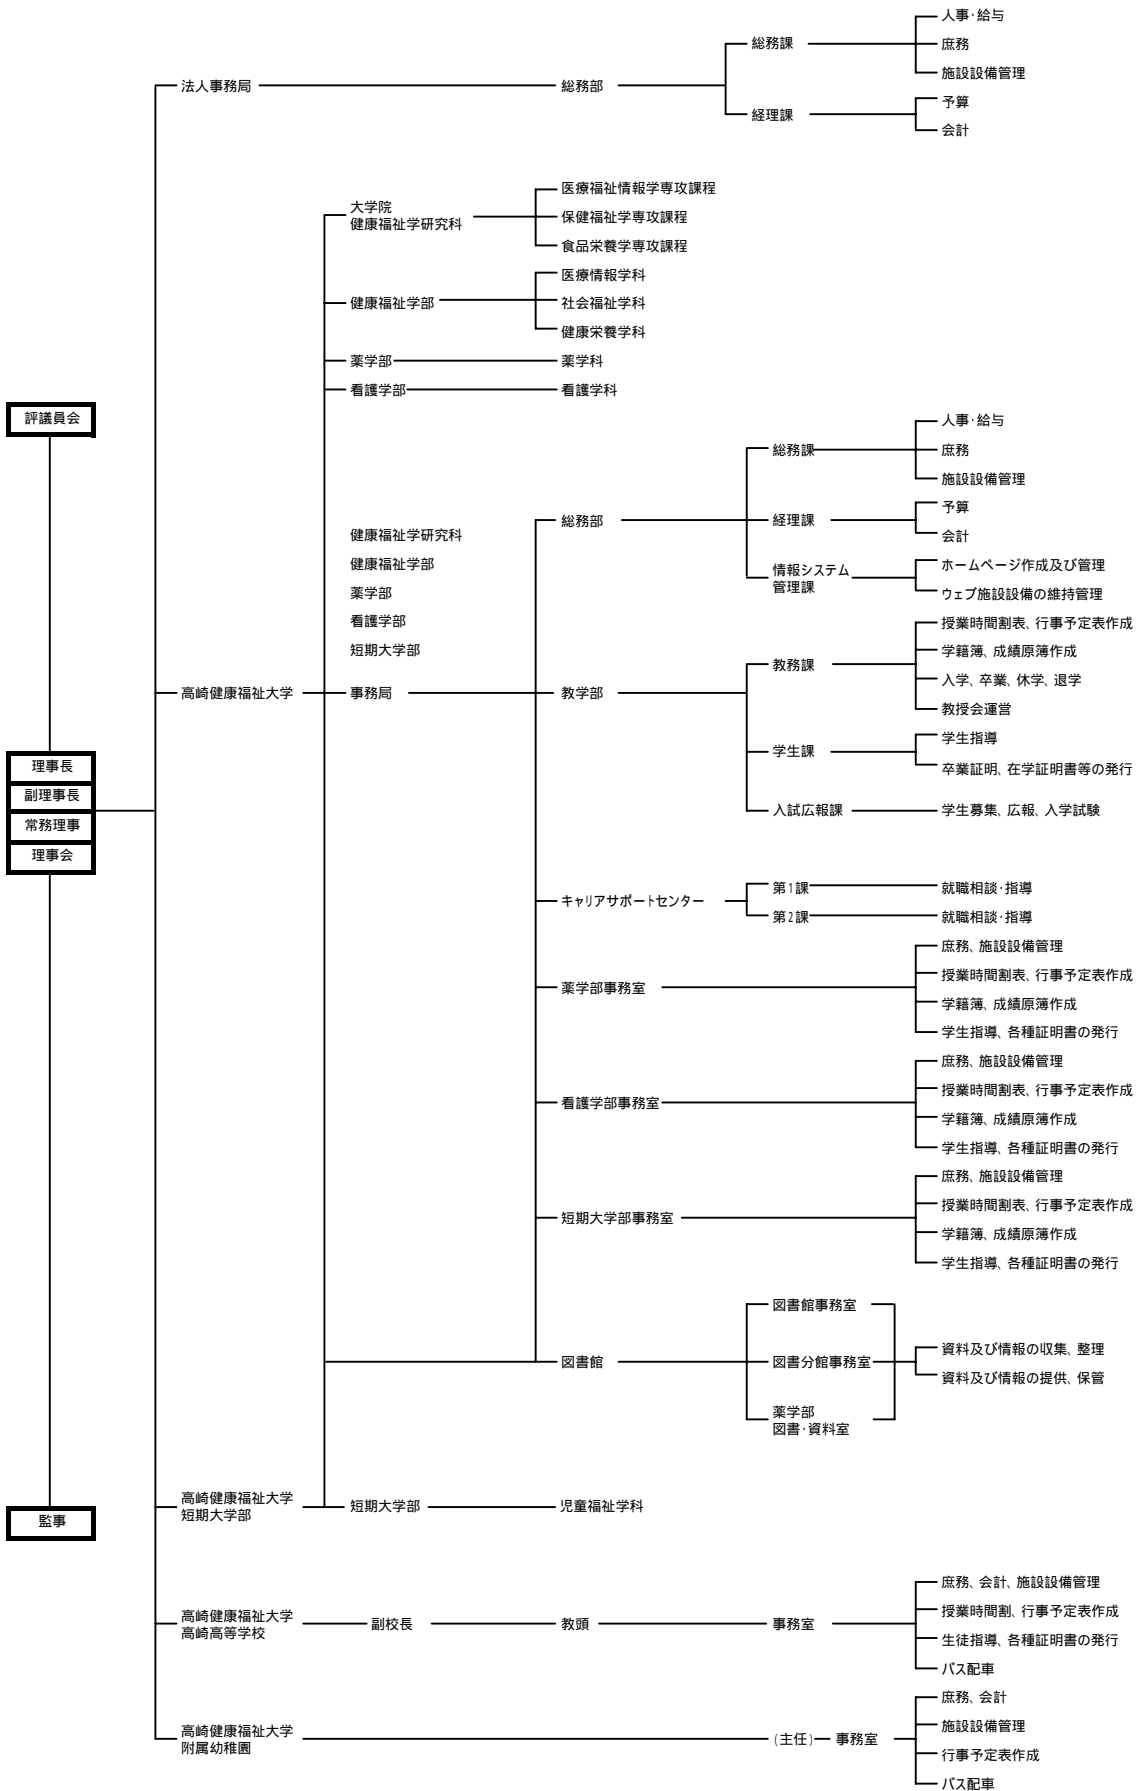 人事・給与
総務課
庶務
施設設備管理
法人事務局
総務部
予算
経理課
会計
医療福祉情報学専攻課程
大学院
健康福祉学研究科
保健福祉学専攻課程
食品栄養学専攻課程
医療情報学科
健康福祉学部
社会福祉学科
健康栄養学科
薬学部
薬学科
看護学部
看護学科
評議員会
人事・給与
総務課
庶務
施設設備管理
総務部
経理課
予算
会計
健康福祉学研究科
健康福祉学部
薬学部
看護学部
短期大学部
情報システム
管理課
ホームページ作成及び管理
ウェブ施設設備の維持管理
授業時間割表、行事予定表作成
教務課
学籍簿、成績原簿作成
入学、卒業、休学、退学
教授会運営
高崎健康福祉大学
事務局
教学部
学生課
学生指導
卒業証明、在学証明書等の発行
理事長
副理事長
常務理事
理事会
入試広報課
学生募集、広報、入学試験
キャリアサポートセンター
第1課
就職相談・指導
第2課
就職相談・指導
庶務、施設設備管理
薬学部事務室
授業時間割表、行事予定表作成
学籍簿、成績原簿作成
学生指導、各種証明書の発行
庶務、施設設備管理
看護学部事務室
授業時間割表、行事予定表作成
学籍簿、成績原簿作成
学生指導、各種証明書の発行
庶務、施設設備管理
短期大学部事務室
授業時間割表、行事予定表作成
学籍簿、成績原簿作成
学生指導、各種証明書の発行
図書館事務室
図書館
図書分館事務室
資料及び情報の収集、整理
資料及び情報の提供、保管
薬学部
図書・資料室
高崎健康福祉大学
短期大学部
短期大学部
児童福祉学科
監事
庶務、会計、施設設備管理
高崎健康福祉大学
高崎高等学校
副校長
教頭
事務室
授業時間割、行事予定表作成
生徒指導、各種証明書の発行
バス配車
庶務、会計
高崎健康福祉大学
附属幼稚園
(主任)
事務室
施設設備管理
行事予定表作成
バス配車